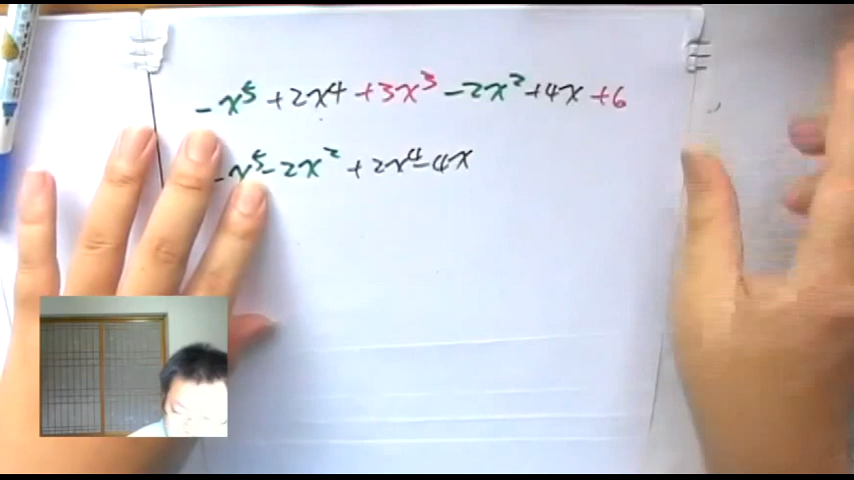 -x⁵ +2x⁴ +3x³ -2x² +4x +6
-x⁵ -2x² +2x⁴ -4x